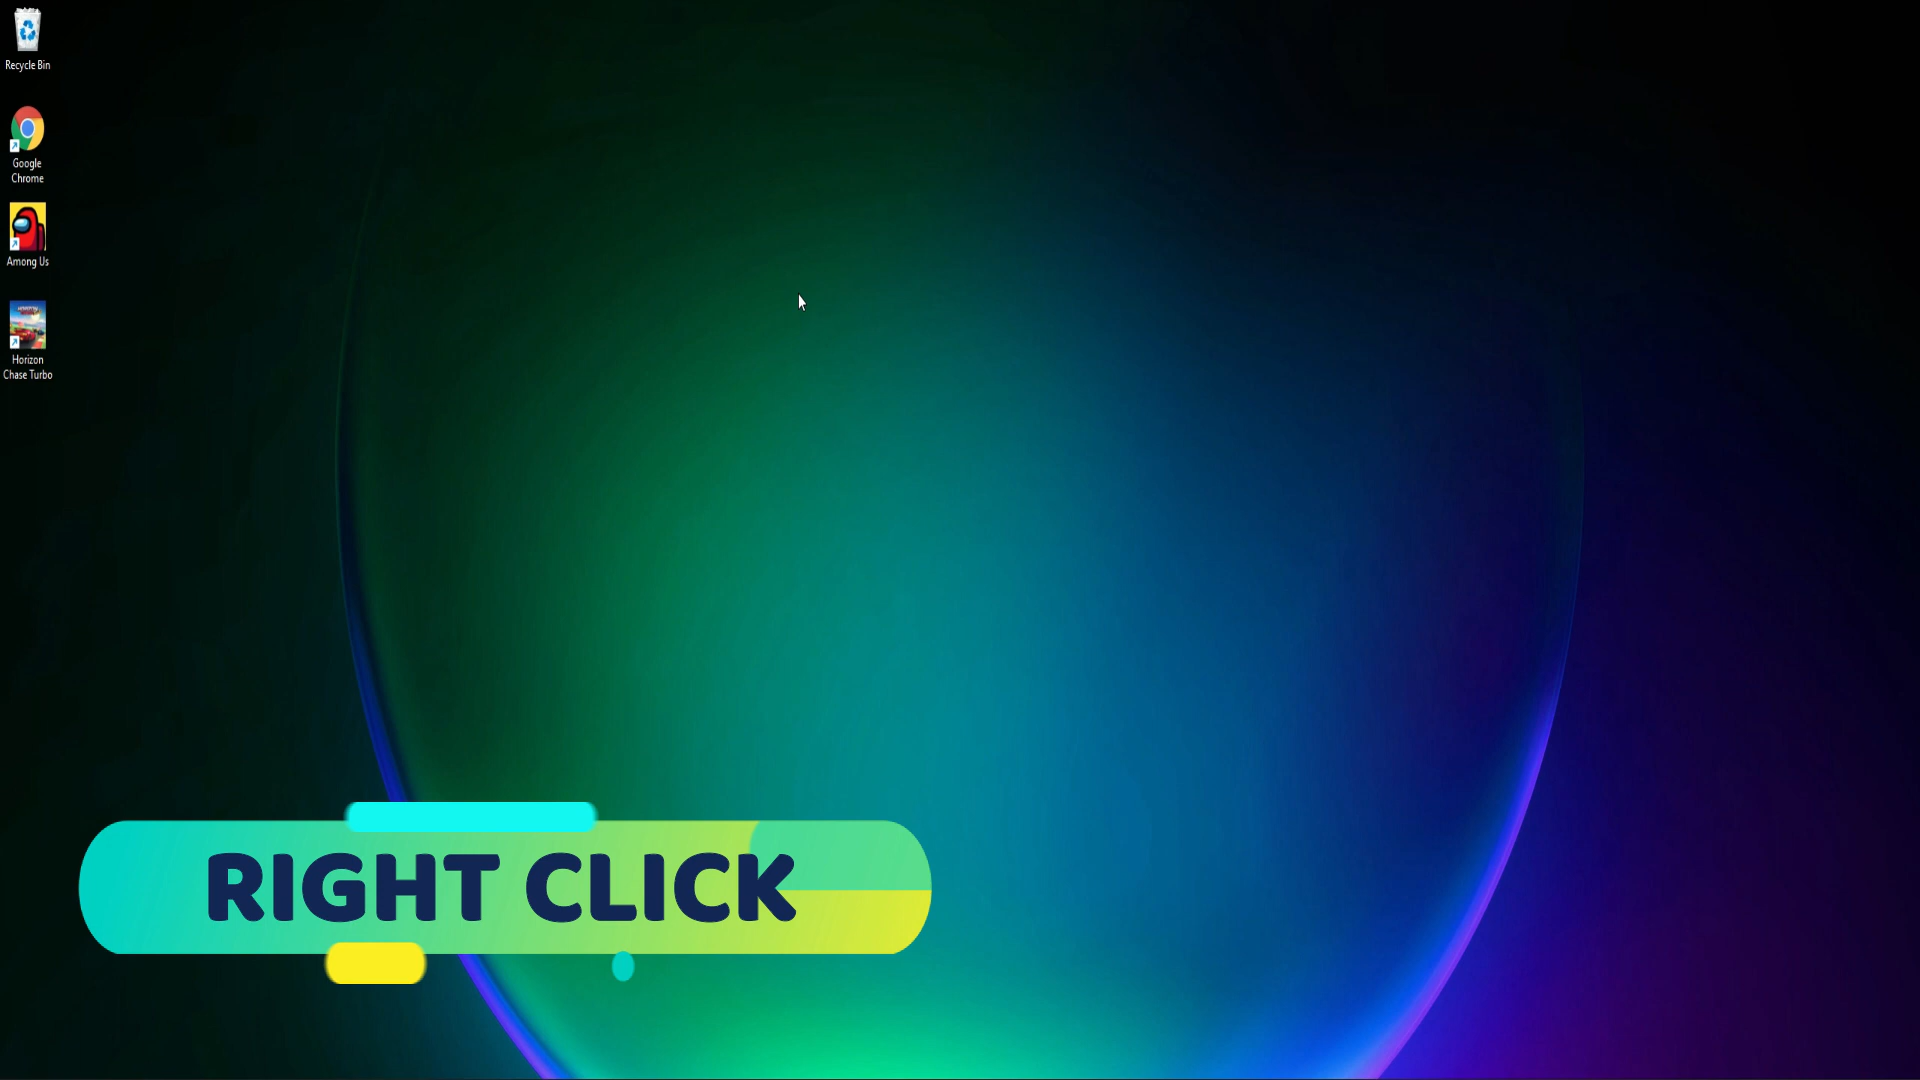 Recycle Bin
Google
Chrome
Among Us
Horizon
Chase Turbo
RIGHT CLICK